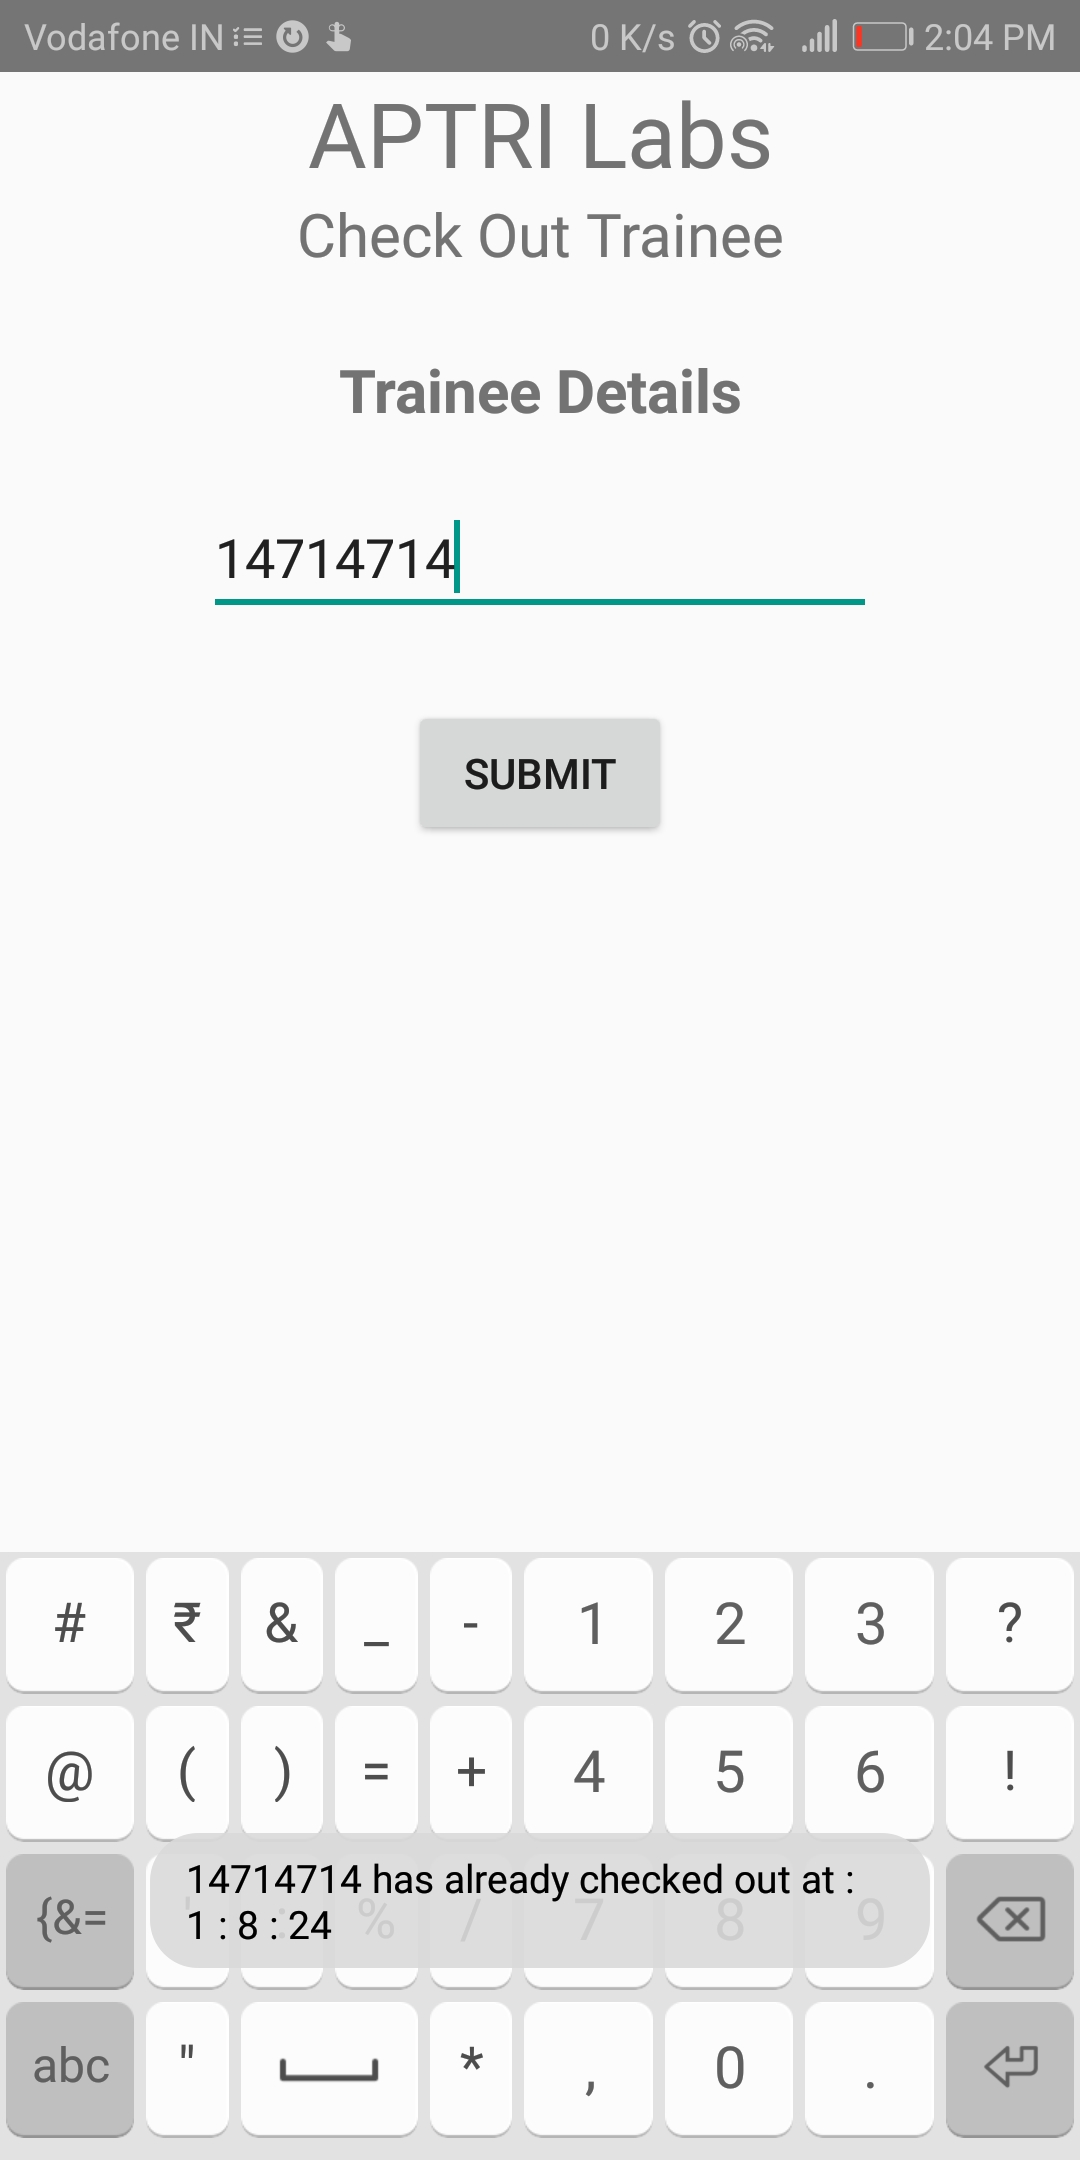 Vodafone IN 0 K/s 2:04 PM
APTRI Labs
Check Out Trainee
Trainee Details
14714714
SUBMIT
# ₹ & _ - 1 2 3 ?
@ ( ) = + 4 5 6 !
14714714 has already checked out at :
1 : 8 : 24
{&= ' : % / 7 8 9
abc " * , 0 .